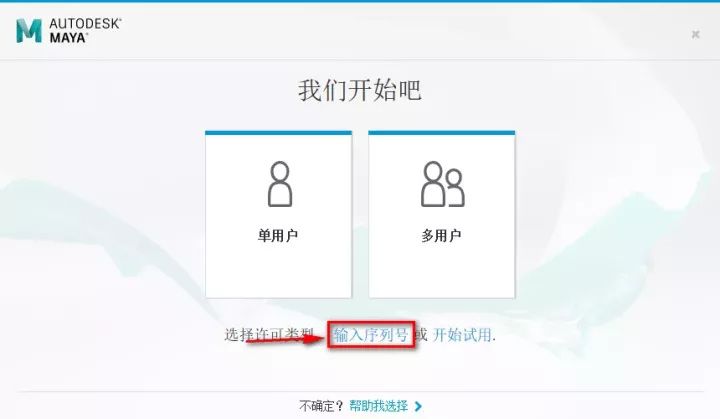 AUTODESK®
MAYA®
我们开始吧
单用户
多用户
选择许可类型 输入序列号 或 开始试用.
不确定？ 帮助我选择